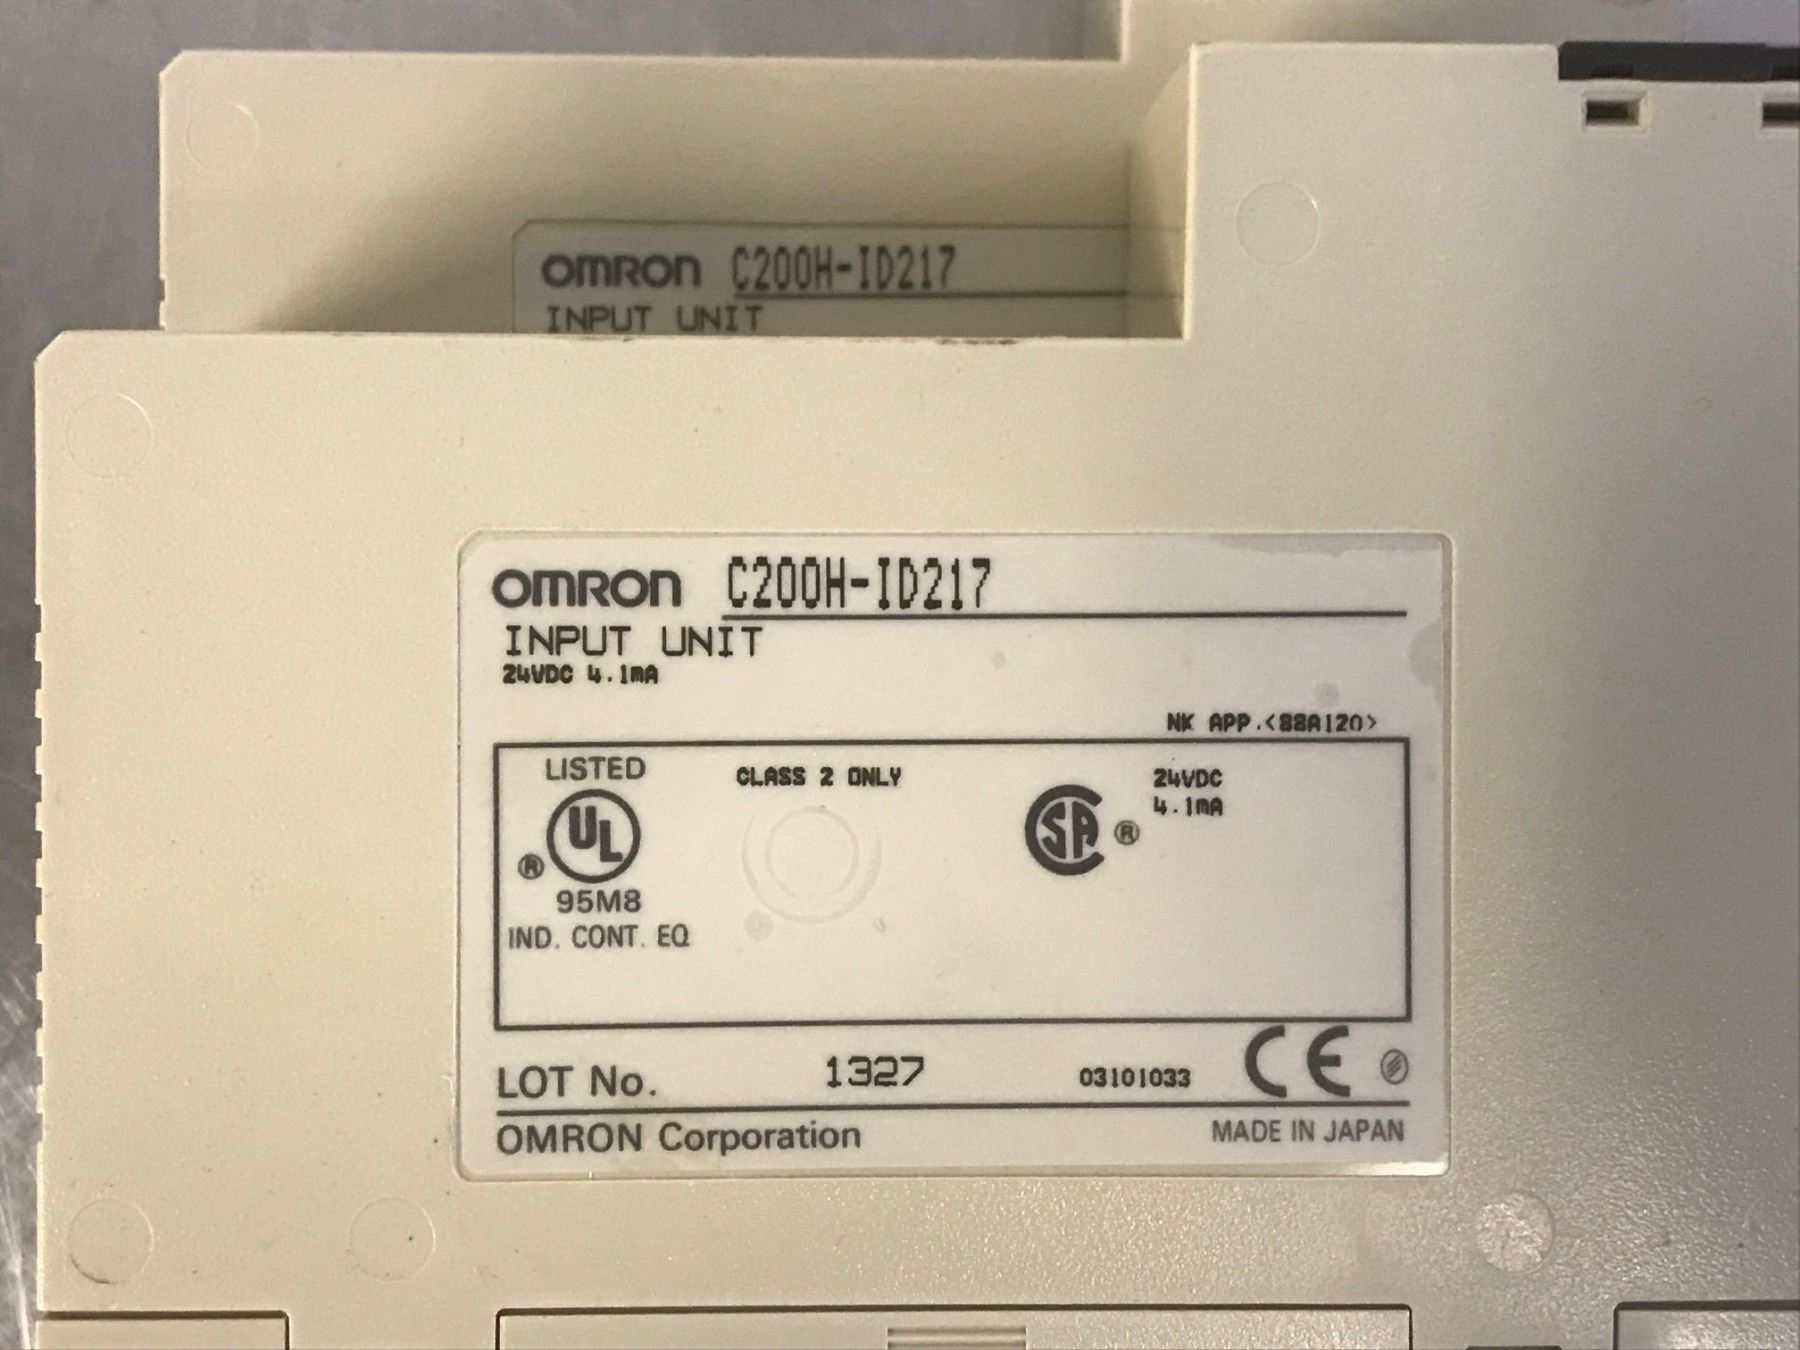 OMRON C200H-ID217
INPUT UNIT
OMRON C200H-ID217
INPUT UNIT
24VDC 4.1mA
NK APP.<88A120>
LISTED
CLASS 2 ONLY
24VDC
4.1mA
UL
SA ®
®
95M8
IND. CONT. EQ
LOT No. 1327 03101033 CE
OMRON Corporation MADE IN JAPAN